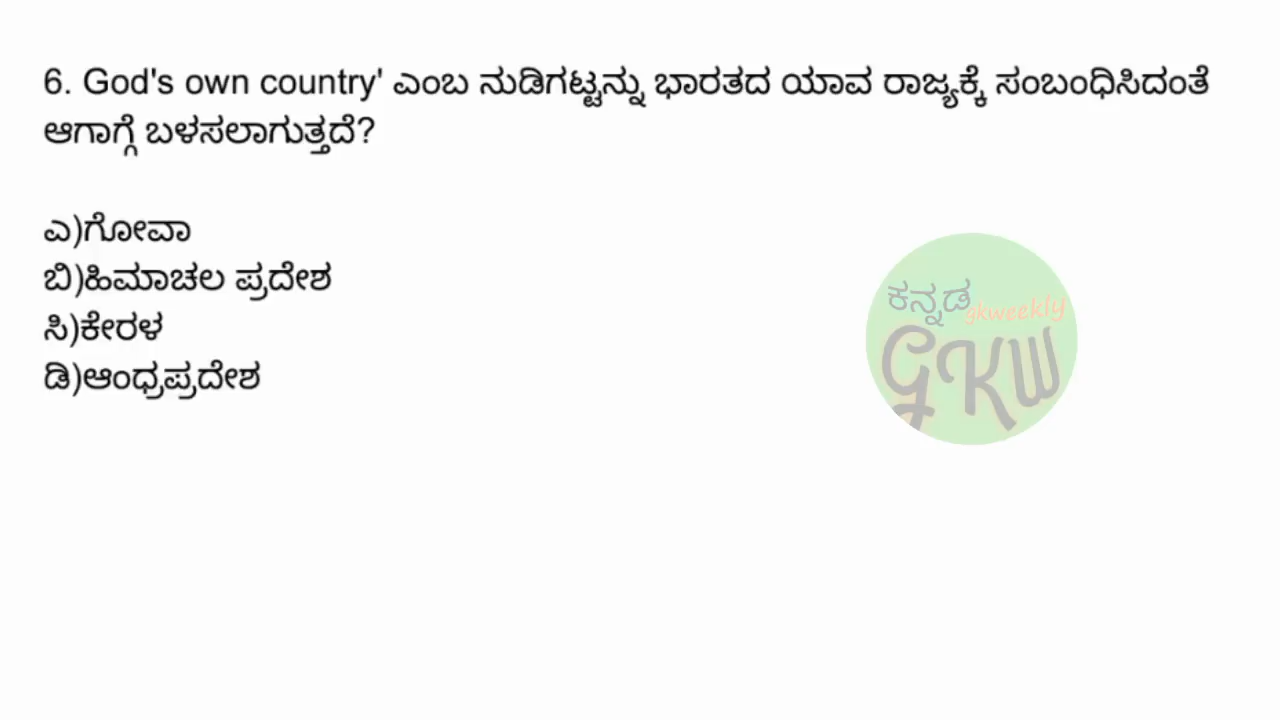 6. God's own country' ಎಂಬ ನುಡಿಗಟ್ಟನ್ನು ಭಾರತದ ಯಾವ ರಾಜ್ಯಕ್ಕೆ ಸಂಬಂಧಿಸಿದಂತೆ
ಆಗಾಗ್ಗೆ ಬಳಸಲಾಗುತ್ತದೆ?
ಎ)ಗೋವಾ
ಬಿ)ಹಿಮಾಚಲ ಪ್ರದೇಶ
ಸಿ)ಕೇರಳ
ಡಿ)ಆಂಧ್ರಪ್ರದೇಶ
ಕನ್ನಡ
gkweekly
GKW